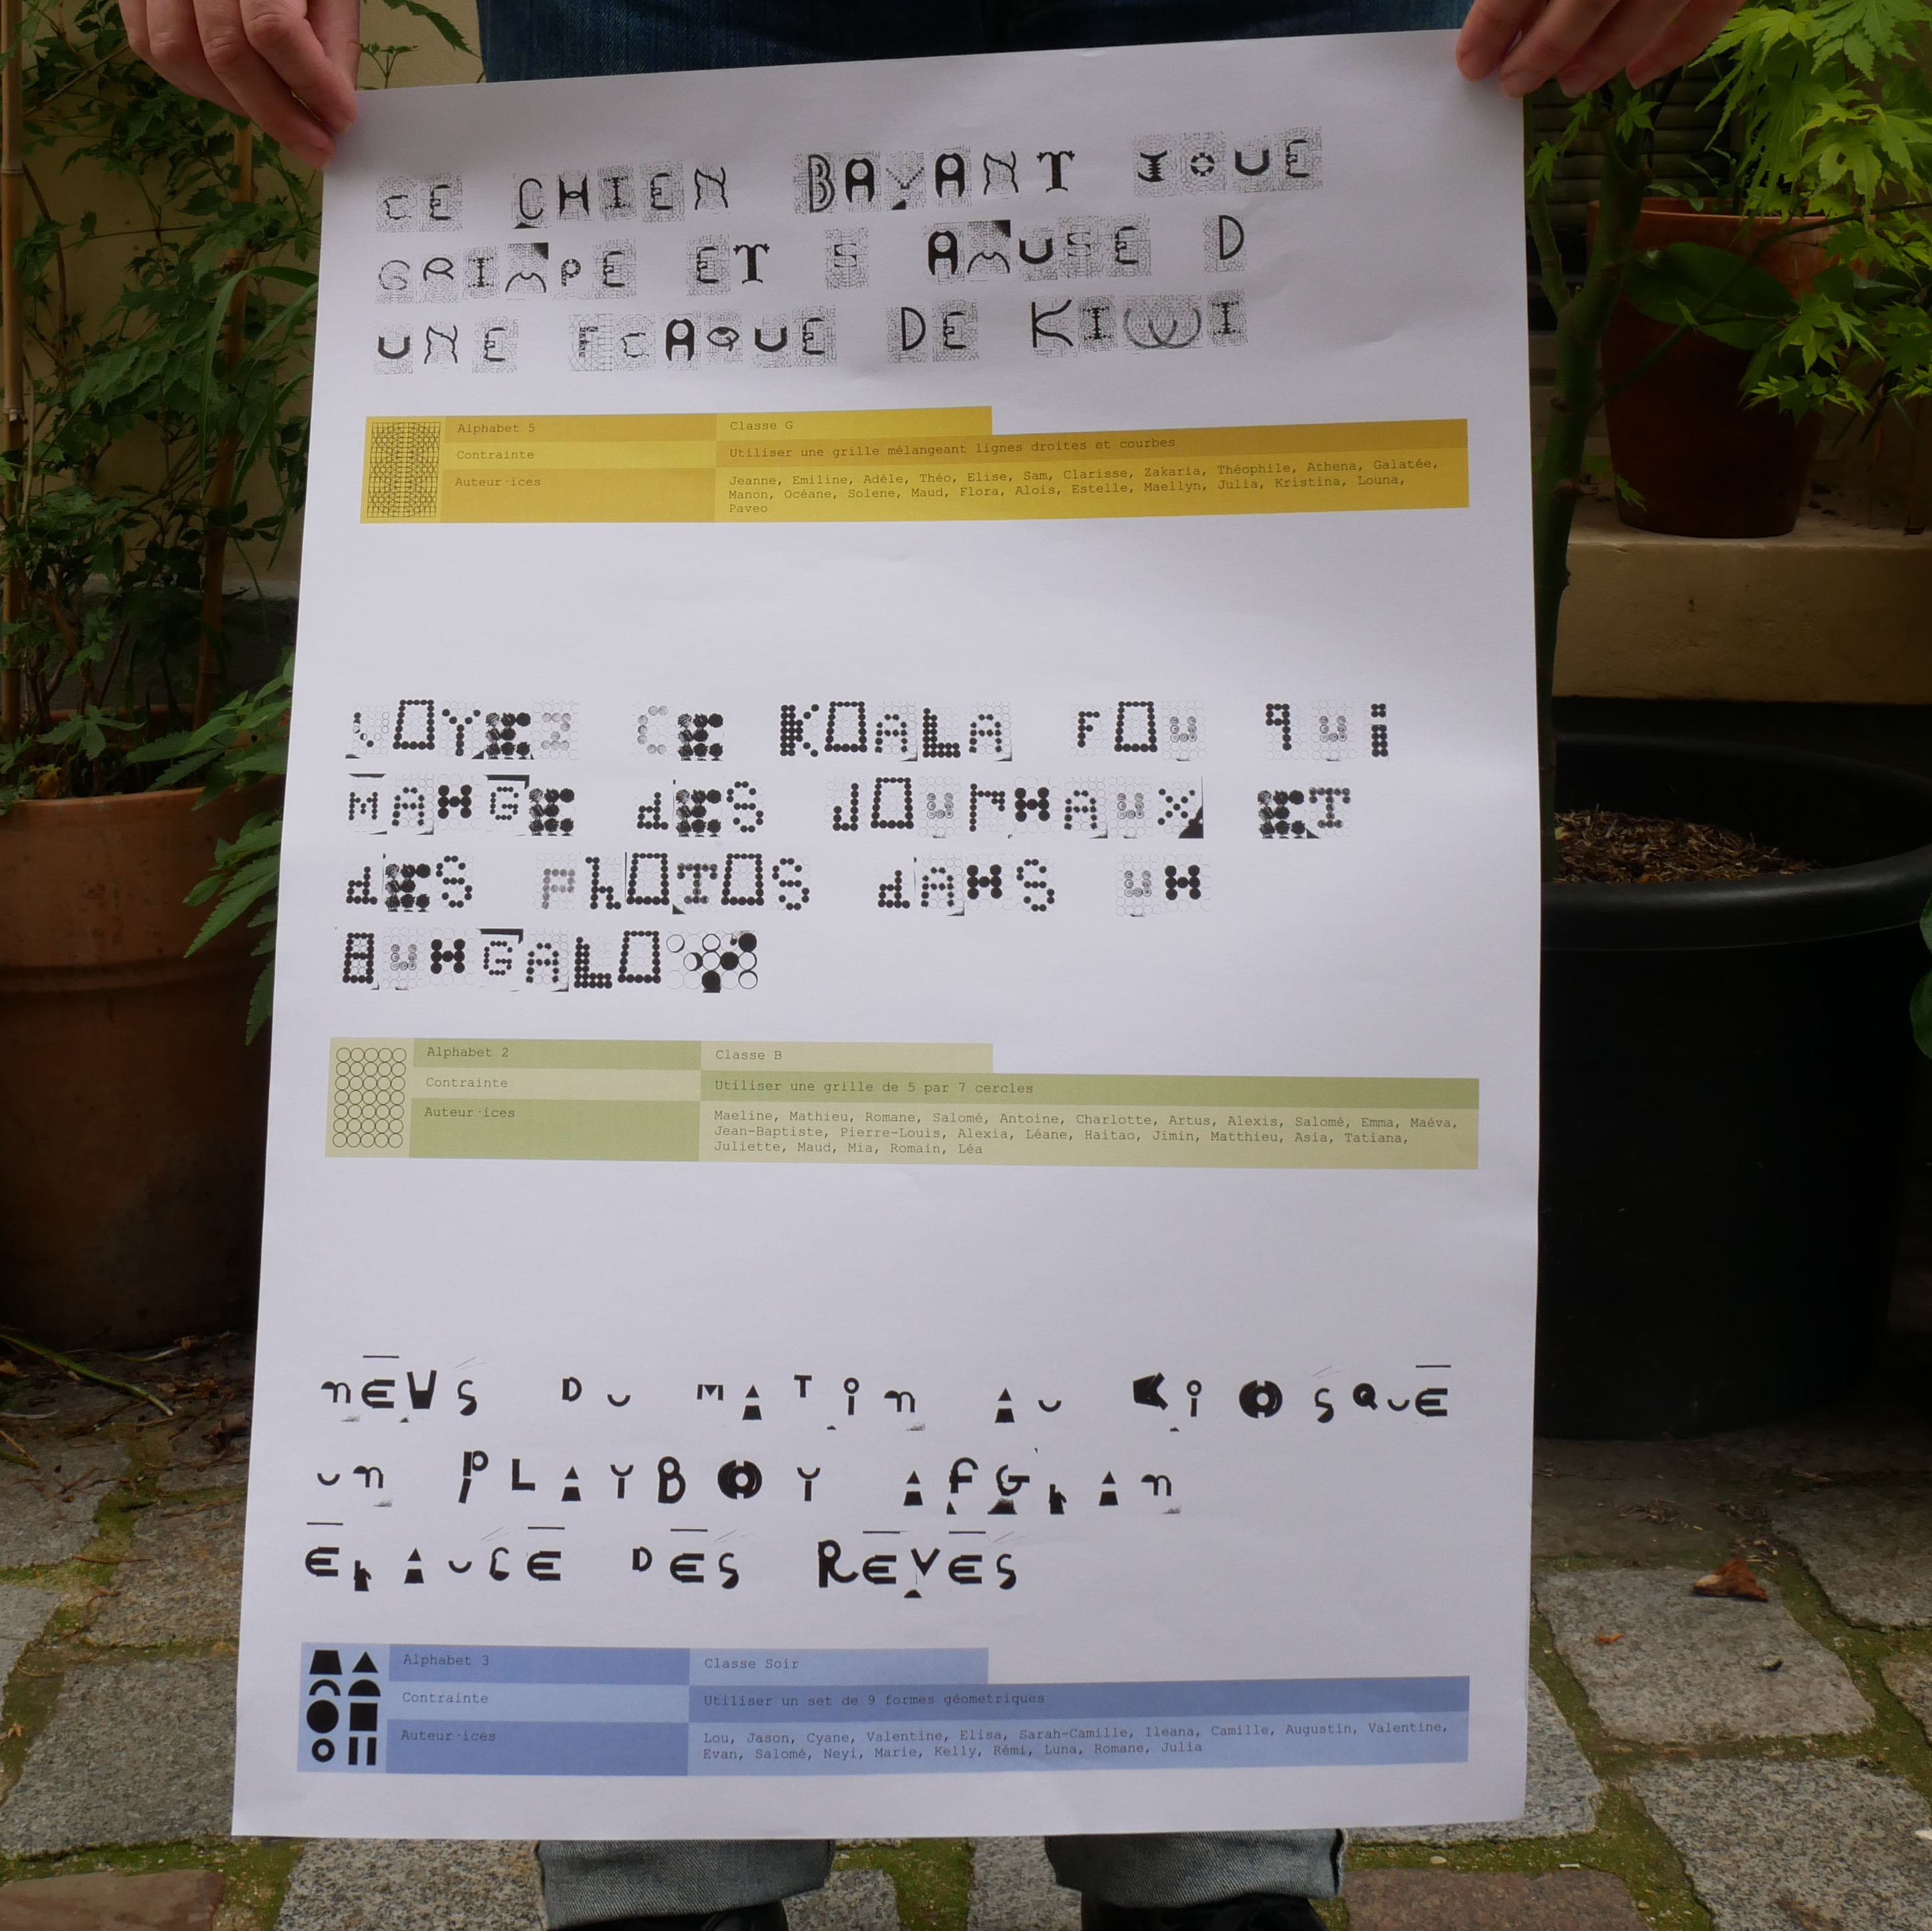 CE CHIEN BAVANT JOUE
GRIMPE ET S AMUSE D
UNE FCAQUE DE KIWI
Alphabet 5
Classe G
Contrainte
Utiliser une grille mélangeant lignes droites et courbes
Auteur·ices
Jeanne, Emiline, Adèle, Théo, Elise, Sam, Clarisse, Zakaria, Théophile, Athena, Galatée,
Manon, Océane, Solene, Maud, Flora, Alois, Estelle, Maellyn, Julia, Kristina, Louna,
Paveo
VOYEZ CE KOALA FOU qui
MANGE dES JOUrNAUX ET
dES PhOTOS dANS UN
BUNGALOW
Alphabet 2
Classe B
Contrainte
Utiliser une grille de 5 par 7 cercles
Auteur·ices
Maeline, Mathieu, Romane, Salomé, Antoine, Charlotte, Artus, Alexis, Salomé, Emma, Maéva,
Jean-Baptiste, Pierre-Louis, Alexia, Léane, Haitao, Jimin, Matthieu, Asia, Tatiana,
Juliette, Maud, Mia, Romain, Léa
nEWS Du MATin Au KiOSQuE
un PLAYBOY AfGhAn
EhAuCE DES REVES
Alphabet 3
Classe Soir
Contrainte
Utiliser un set de 9 formes géometriques
Auteur·ices
Lou, Jason, Cyane, Valentine, Elisa, Sarah-Camille, Ileana, Camille, Augustin, Valentine,
Evan, Salomé, Neyi, Marie, Kelly, Rémi, Luna, Romane, Julia